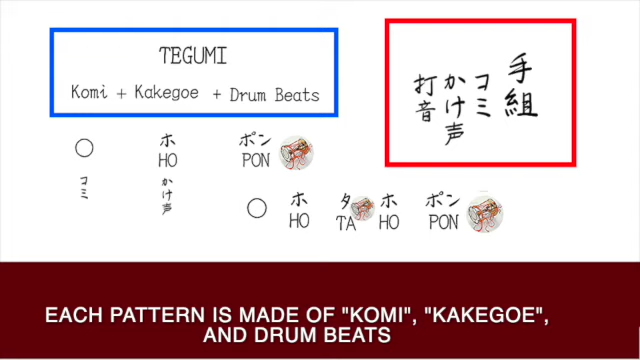 TEGUMI
Komi + Kakegoe + Drum Beats
手組
コミ
かけ声
打音
ホ ポン
HO PON
コミ かけ声
ホ タ ホ ポン
HO TA HO PON
EACH PATTERN IS MADE OF "KOMI", "KAKEGOE",
AND DRUM BEATS